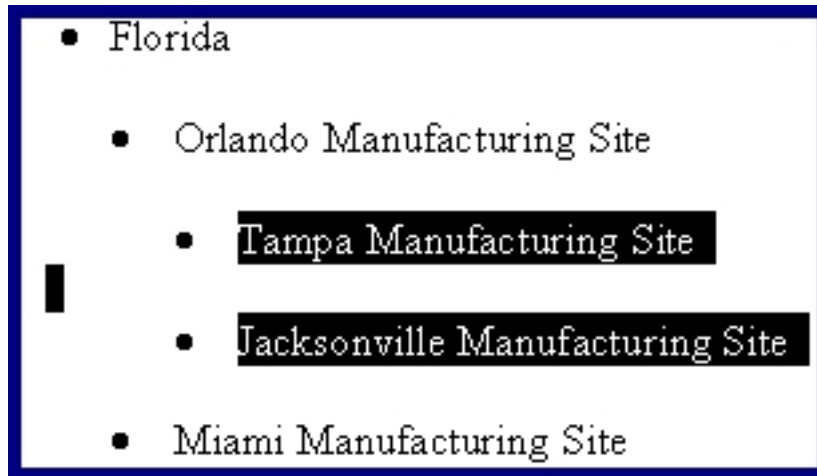 • Florida
• Orlando Manufacturing Site
• Tampa Manufacturing Site
• Jacksonville Manufacturing Site
• Miami Manufacturing Site